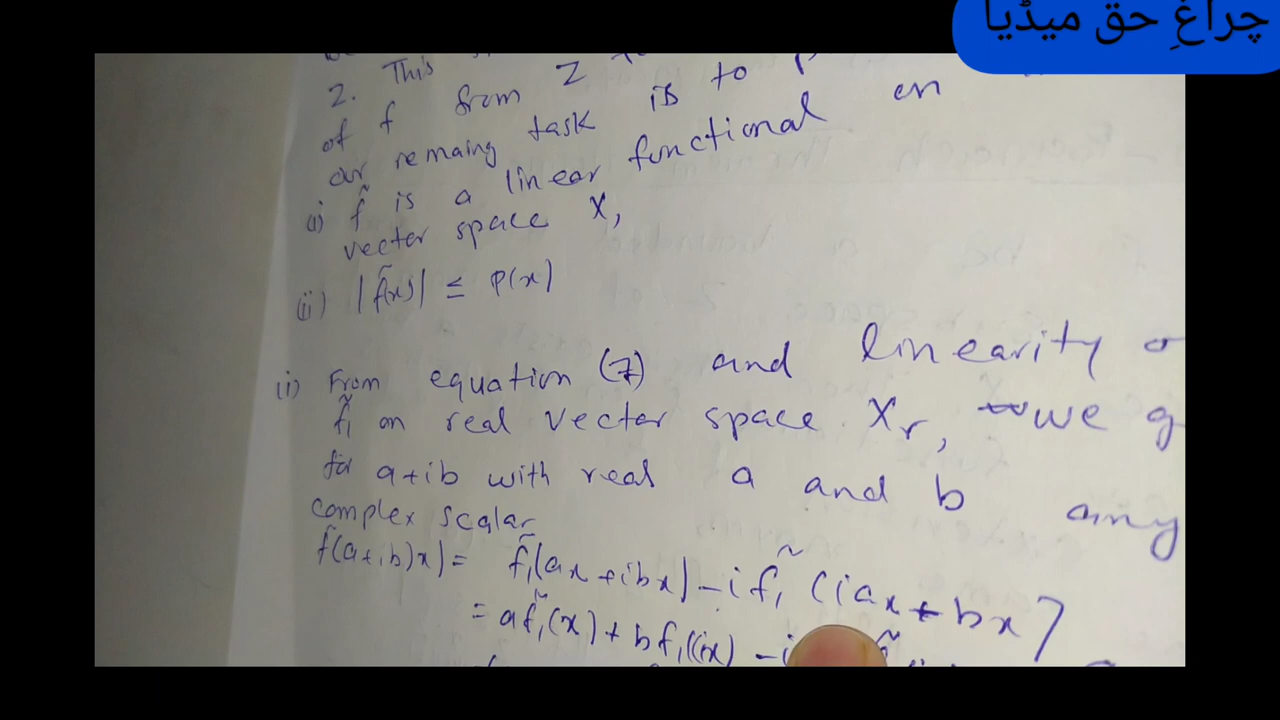 چراغِ حق میڈیا
2. This
of f from Z
our remaing task is to
(i) f̃ is a linear functional on
vector space X,
(ii) |f̃(x)| ≤ p(x)
(i) From equation (7) and linearity
f̃₁ on real vector space Xᵣ, we
for a+ib with real a and b any
complex scalar
f̃(a+ib)x) = f̃₁(ax+ibx) - i f̃₁(iax + bx)
= af̃₁(x) + bf₁(ix) - i